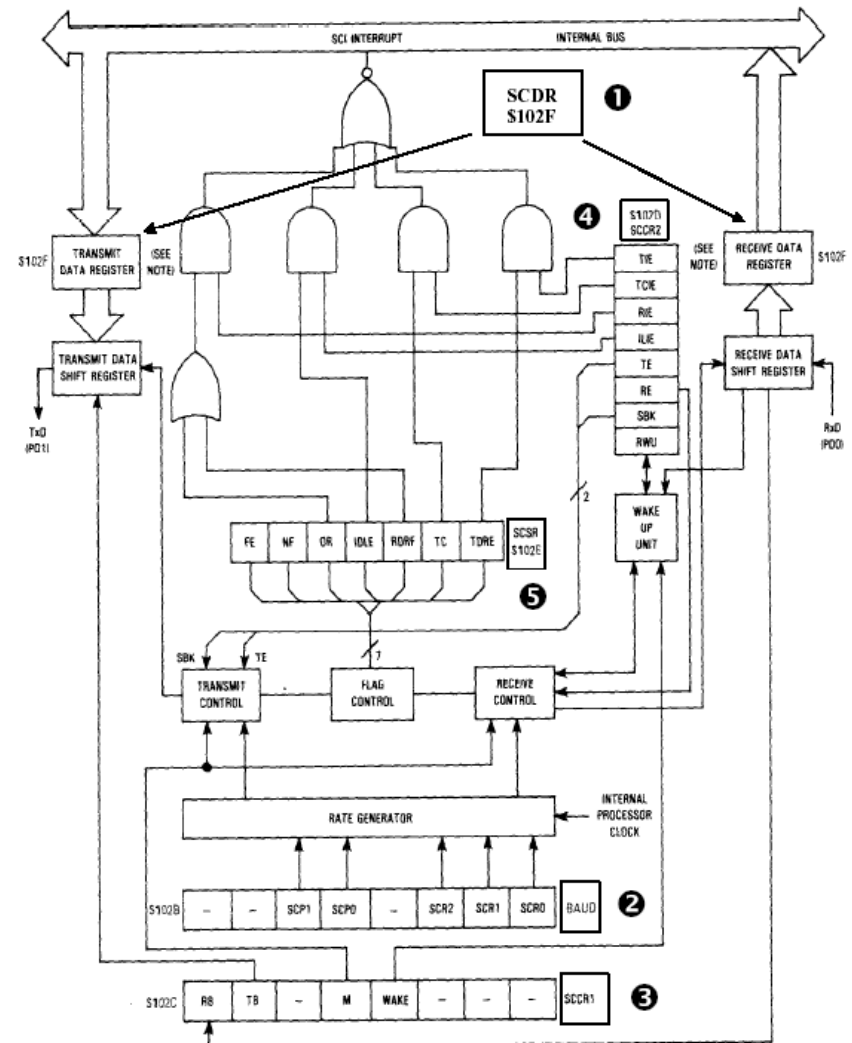 SCI INTERRUPT INTERNAL BUS
SCDR
$102F
❶
❹
$102D
SCCR2
$102F
TRANSMIT
DATA REGISTER
(SEE
NOTE)
TIE
TCIE
RIE
ILIE
TE
RE
SBK
RWU
(SEE
NOTE)
RECEIVE DATA
REGISTER
$102F
TRANSMIT DATA
SHIFT REGISTER
RECEIVE DATA
SHIFT REGISTER
TxD
(PD1)
RxD
(PD0)
2
WAKE
UP
UNIT
FE NF OR IDLE RDRF TC TDRE
SCSR
$102E
❺
7
SBK TE
TRANSMIT
CONTROL
FLAG
CONTROL
RECEIVE
CONTROL
RATE GENERATOR
INTERNAL
PROCESSOR
CLOCK
$102B – – SCP1 SCP0 – SCR2 SCR1 SCR0 BAUD ❷
$102C R8 T8 – M WAKE – – – SCCR1 ❸